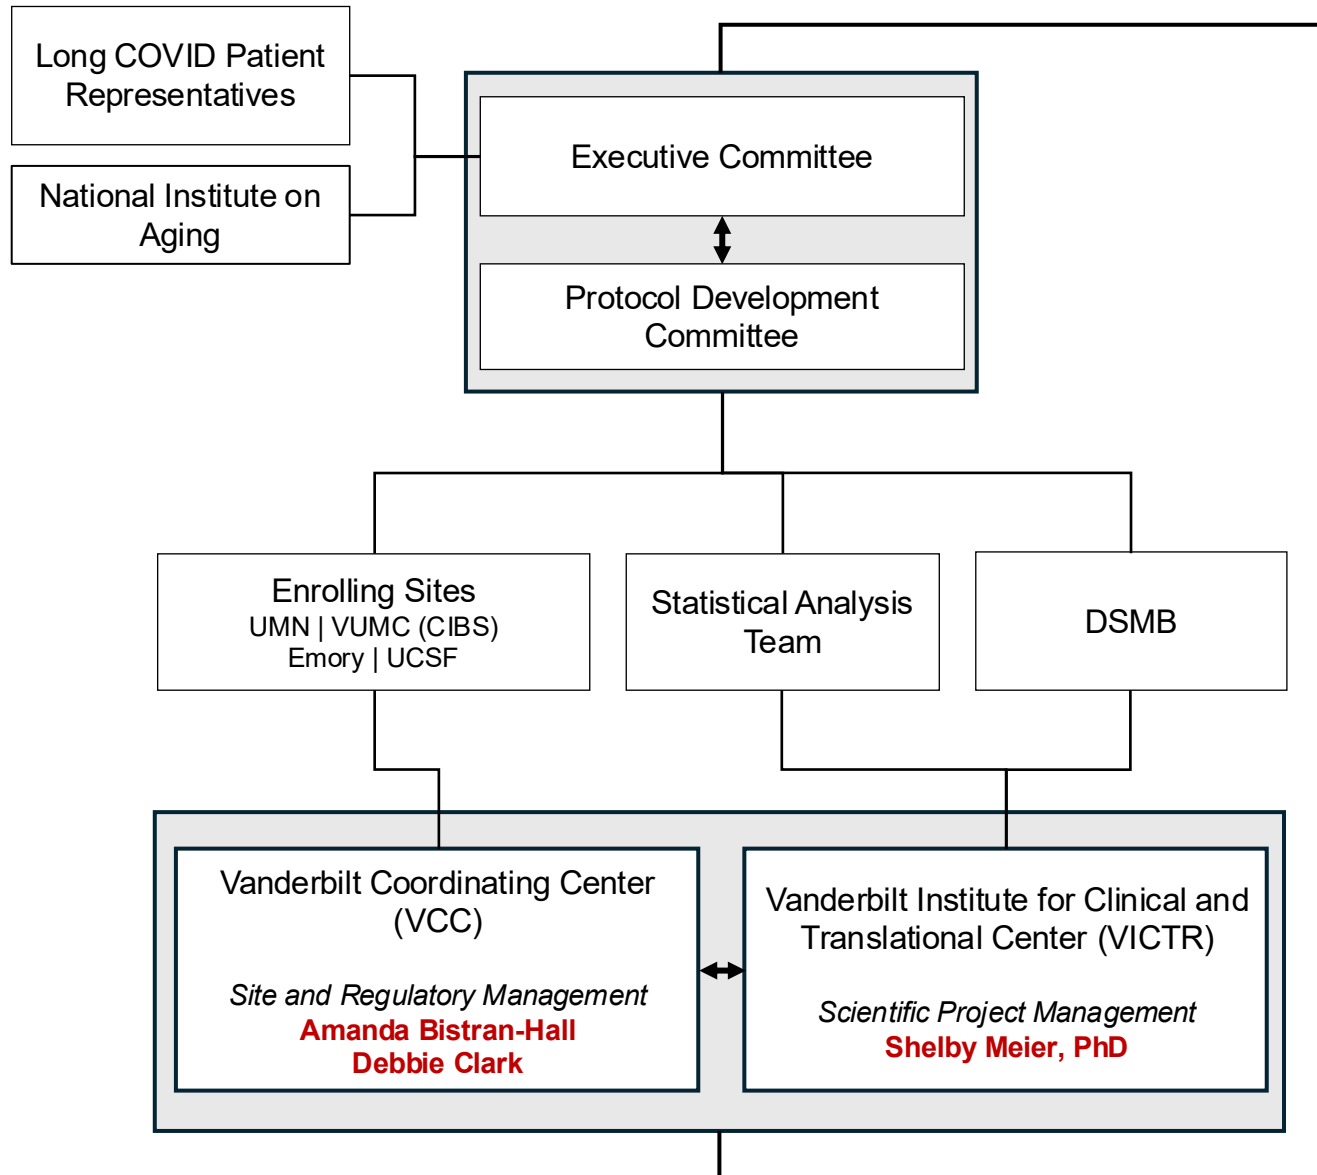 Long COVID Patient
Representatives
National Institute on
Aging
Executive Committee
Protocol Development
Committee
Enrolling Sites
UMN | VUMC (CIBS)
Emory | UCSF
Statistical Analysis
Team
DSMB
Vanderbilt Coordinating Center
(VCC)
Site and Regulatory Management
Amanda Bistran-Hall
Debbie Clark
Vanderbilt Institute for Clinical and
Translational Center (VICTR)
Scientific Project Management
Shelby Meier, PhD